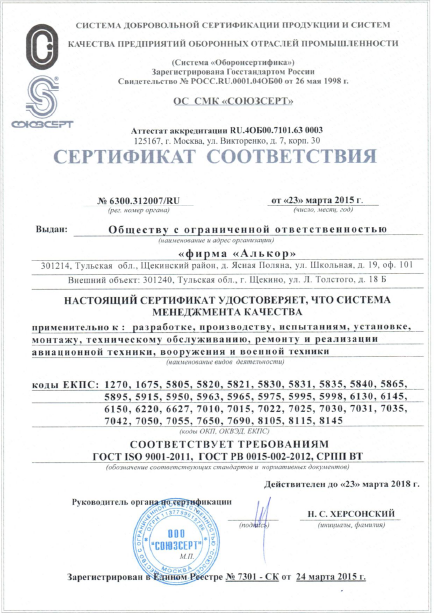 СИСТЕМА ДОБРОВОЛЬНОЙ СЕРТИФИКАЦИИ ПРОДУКЦИИ И СИСТЕМ
КАЧЕСТВА ПРЕДПРИЯТИЙ ОБОРОННЫХ ОТРАСЛЕЙ ПРОМЫШЛЕННОСТИ
(Система «Оборонсертифика»)
Зарегистрирована Госстандартом России
Свидетельство № РОСС.RU.0001.04ОБ00 от 26 мая 1998 г.
СОЮЗСЕРТ
ОС СМК «СОЮЗСЕРТ»
Аттестат аккредитации RU.4ОБ00.7101.63 0003
125167, г. Москва, ул. Викторенко, д. 7, корп. 30
СЕРТИФИКАТ СООТВЕТСТВИЯ
№ 6300.312007/RU от «23» марта 2015 г.
(рег. номер органа) (число, месяц, год)
Выдан: Обществу с ограниченной ответственностью
(наименование и адрес организации)
«фирма «Алькор»
301214, Тульская обл., Щекинский район, д. Ясная Поляна, ул. Школьная, д. 19, оф. 101
Внешний объект: 301240, Тульская обл., г. Щекино, ул. Л. Толстого, д. 18 Б
НАСТОЯЩИЙ СЕРТИФИКАТ УДОСТОВЕРЯЕТ, ЧТО СИСТЕМА
МЕНЕДЖМЕНТА КАЧЕСТВА
применительно к : разработке, производству, испытаниям, установке,
монтажу, техническому обслуживанию, ремонту и реализации
авиационной техники, вооружения и военной техники
(наименование видов деятельности)
коды ЕКПС: 1270, 1675, 5805, 5820, 5821, 5830, 5831, 5835, 5840, 5865,
5895, 5915, 5950, 5963, 5965, 5975, 5995, 5998, 6130, 6145,
6150, 6220, 6627, 7010, 7015, 7022, 7025, 7030, 7031, 7035,
7042, 7050, 7055, 7650, 7690, 8105, 8115, 8145
(коды ОКП, ОКВЭД, ЕКПС)
СООТВЕТСТВУЕТ ТРЕБОВАНИЯМ
ГОСТ ISO 9001-2011, ГОСТ РВ 0015-002-2012, СРПП ВТ
(обозначение соответствующих стандартов и нормативных документов)
Действителен до «23» марта 2018 г.
Руководитель органа по сертификации
Н. С. ХЕРСОНСКИЙ
(подпись) (инициалы, фамилия)
ООО
"СОЮЗСЕРТ"
М.П.
МОСКВА
Зарегистрирован в Едином Реестре № 7301 - СК от 24 марта 2015 г.